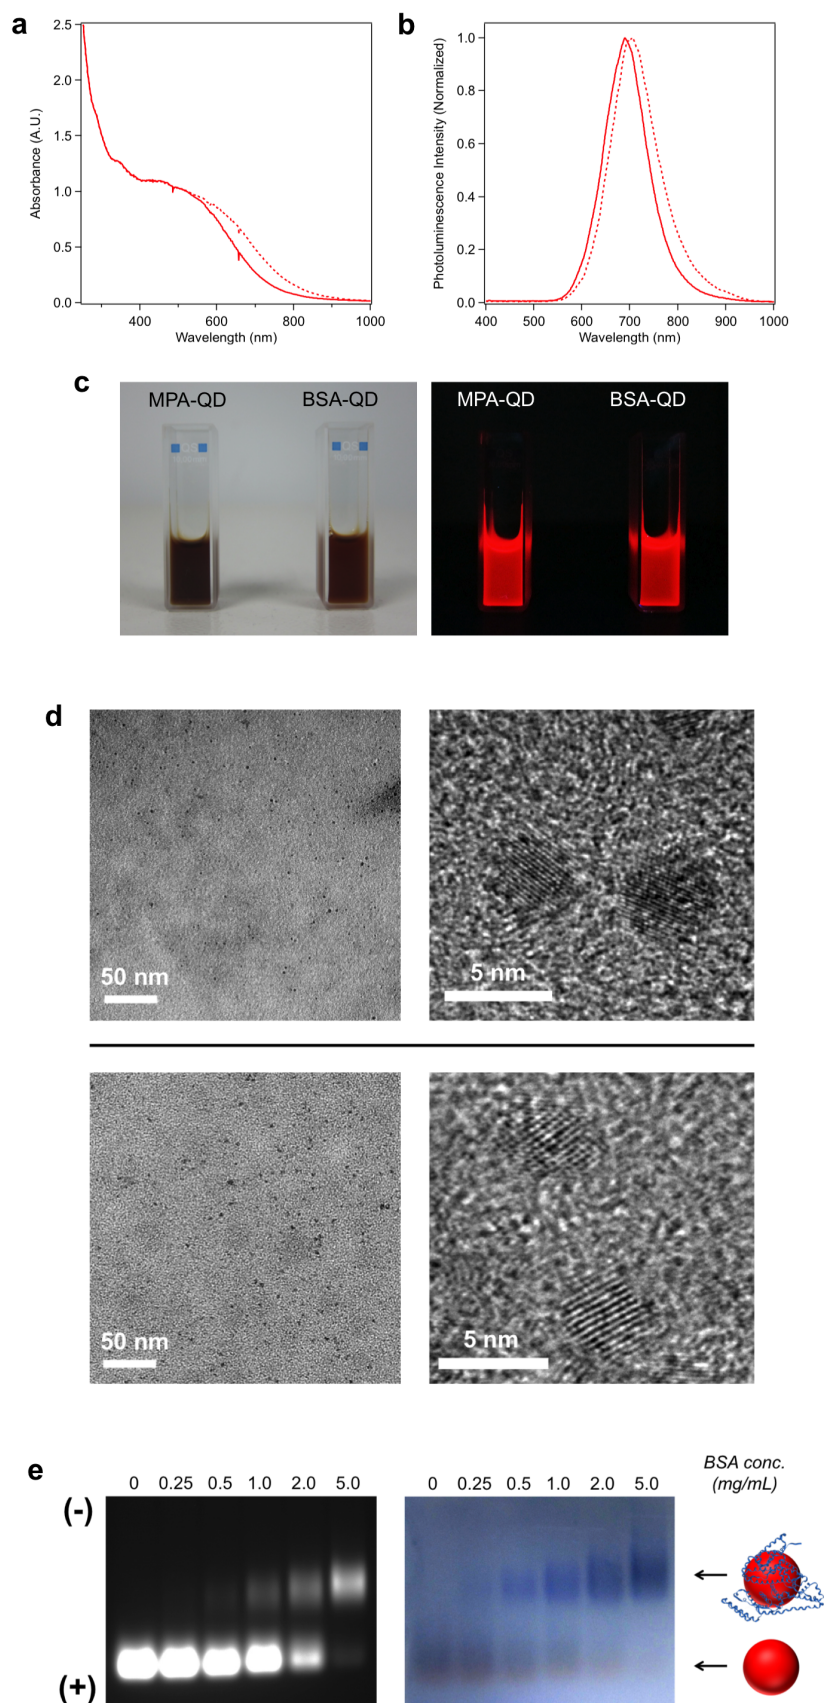 a
b
2.5
2.0
1.5
1.0
0.5
0.0
Absorbance (A.U.)
400 600 800 1000
Wavelength (nm)
1.0
0.8
0.6
0.4
0.2
0.0
Photoluminescence Intensity (Normalized)
400 500 600 700 800 900 1000
Wavelength (nm)
c
MPA-QD BSA-QD
MPA-QD BSA-QD
d
50 nm
5 nm
50 nm
5 nm
e
0 0.25 0.5 1.0 2.0 5.0
0 0.25 0.5 1.0 2.0 5.0
BSA conc.
(mg/mL)
(-)
(+)